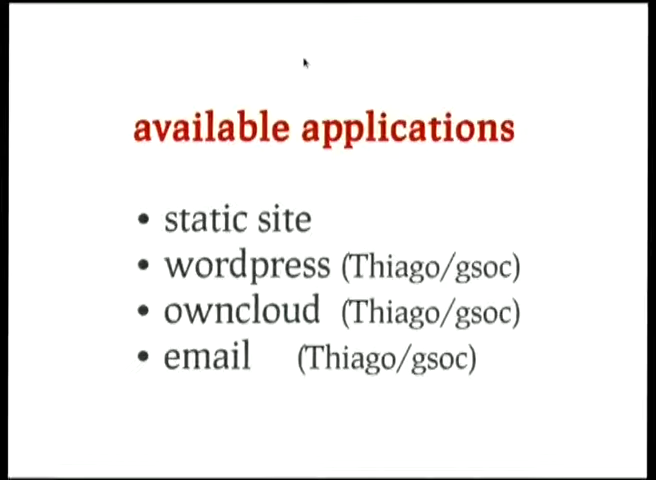 available applications
• static site
• wordpress (Thiago/gsoc)
• owncloud (Thiago/gsoc)
• email (Thiago/gsoc)